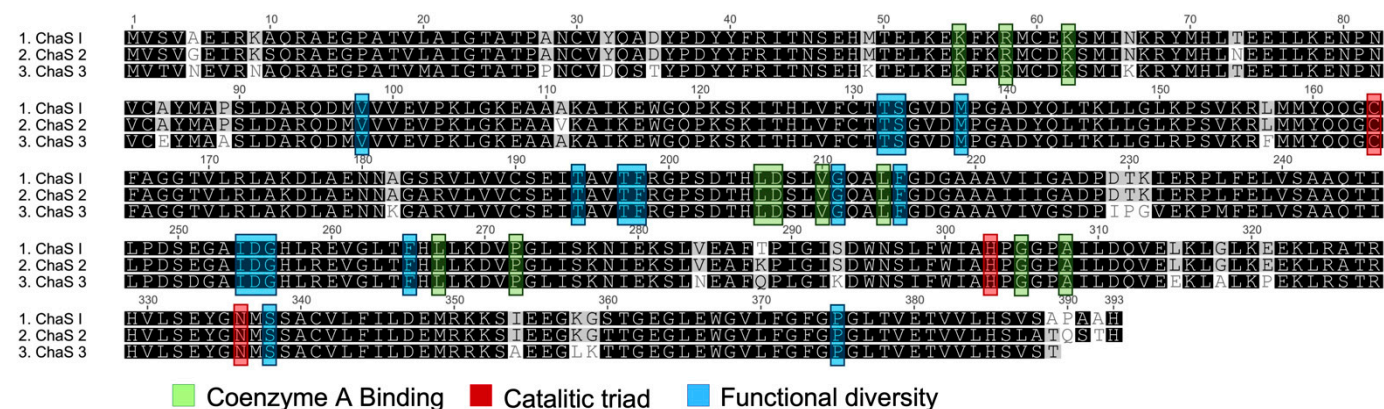 1 10 20 30 40 50 60 70 80
1. ChaS I MVSVAEIRKAQRAEGPATVLAIGTATPANCVYQADYPDYYFRITNSEHMTELKEKFKRMCEKSMINKRYMHLTEEILKENPN
2. ChaS 2 MVSVGEIRKSQRAEGPATVLAIGTATPANCVYQADYPDYYFRITNSEHMTELKEKFKRMCEKSMINKRYMHLNEEILKENPN
3. ChaS 3 MVTVNEVRNAQRAEGPATVMAIGTATPPNCVDQSTYPDYYFRITNSEHKTELKEKFKRMCDKSMIKKRYMHLTEEILKENPN
90 100 110 120 130 140 150 160
1. ChaS I VCAYMAPSLDARQDMVVVEVPKLGKEAAAKAIKEWGQPKSKITHLVFCTTSGVDMPGADYQLTKLLGLKPSVKRLMMYQQGC
2. ChaS 2 VCAYMAPSLDARQDMVVVEVPKLGKEAAVKAIKEWGQPKSKITHLVFCTTSGVDMPGADYQLTKLLGLKPSVKRLMMYQQGC
3. ChaS 3 VCEYMAASLDARQDMVVVEVPKLGKEAAAKAIKEWGQPKSKITHLVFCTTSGVDMPGADYQLTKLLGLRPSVKRFMMYQQGC
170 180 190 200 210 220 230 240
1. ChaS I FAGGTVLRLAKDLAENNAGSRVLVVCSEITAVTFRGPSDTHLDSLVGQALFGDGAAAVIIGADPDTKIERPLFELVSAAQTI
2. ChaS 2 FAGGTVLRLAKDLAENNAGARVLVVCSEITAVTFRGPSDTHLDSLVGQALFGDGAAAVIIGADPDTKIERPLFELVSAAQTI
3. ChaS 3 FAGGTVLRLAKDLAENNKGARVLVVCSEITAVTFRGPSDTHLDSLVGQALFGDGAAAVIVGSDPIPGVEKPMFELVSAAQTI
250 260 270 280 290 300 310 320
1. ChaS I LPDSEGAIDGHLREVGLTFHLLKDVPGLISKNIEKSLVEAFTPIGISDWNSLFWIAHPGGPAILDQVELKLGLKEEKLRATR
2. ChaS 2 LPDSEGAIDGHLREVGLTFHLLKDVPGLISKNIEKSLVEAFKPIGISDWNSLFWIAHPGGPAILDQVELKLGLKEEKLRATR
3. ChaS 3 LPDSDGAIDGHLREVGLTFHLLKDVPGLISKNIEKSLNEAFQPIGIKDWNSLFWIAHPGGPAILDQVEEKLALKPEKLRSTR
330 340 350 360 370 380 390 393
1. ChaS I HVLSEYGNMSSACVLFILDEMRKKSIEEGKGSTGEGLEWGVLFGFGPGLTVETVVLHSVSAPAAH
2. ChaS 2 HVLSEYGNMSSACVLFILDEMRKKSIEEGKGTTGEGLEWGVLFGFGPGLTVETVVLHSLATQSTH
3. ChaS 3 HVLSEYGNMSSACVLFILDEMRKKSAEEGLKTTGEGLEWGVLFGFGPGLTVETVVLHSVST
Coenzyme A Binding Catalitic triad Functional diversity